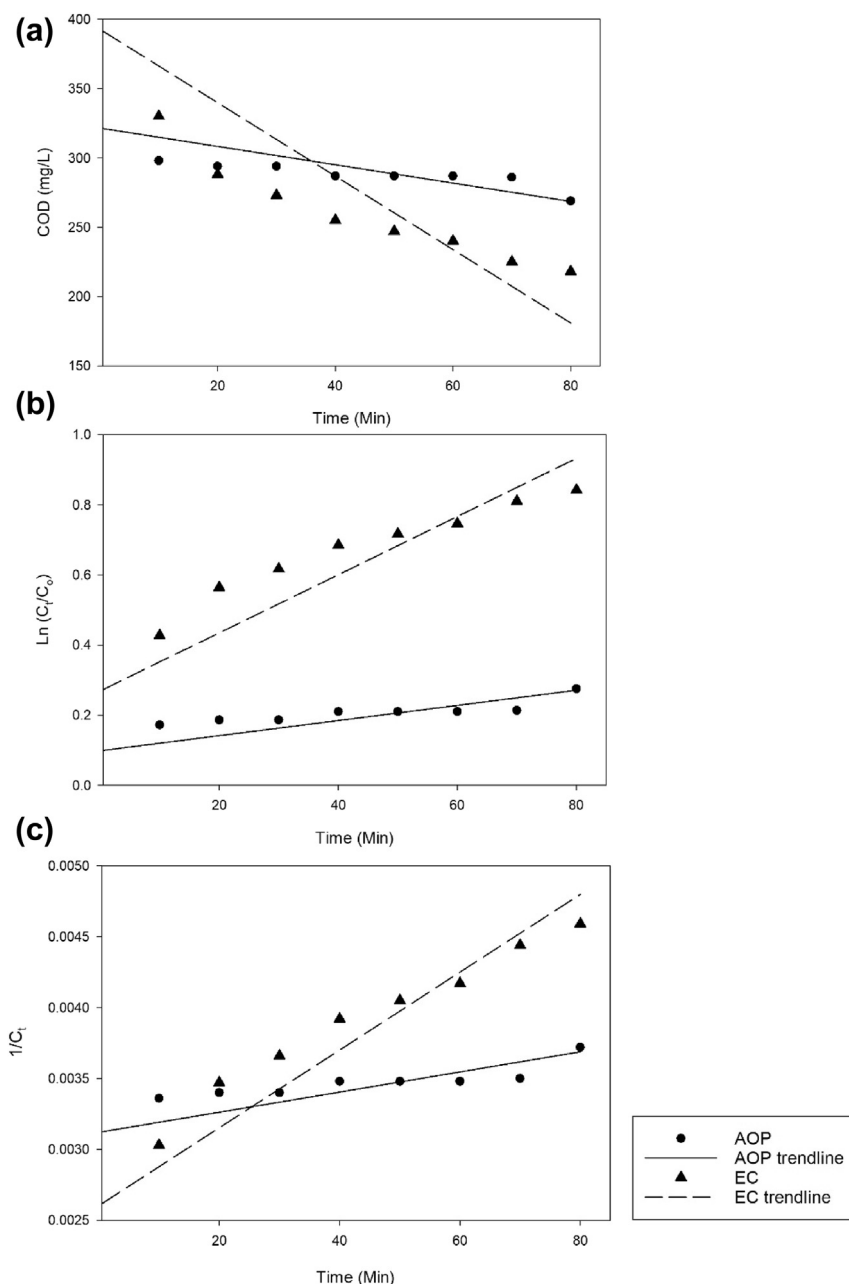 (a)
400
350
300
250
200
150
COD (mg/L)
20 40 60 80
Time (Min)
(b)
1.0
0.8
0.6
0.4
0.2
0.0
Ln (Cₜ/Cₒ)
20 40 60 80
Time (Min)
(c)
0.0050
0.0045
0.0040
0.0035
0.0030
0.0025
1/Cₜ
20 40 60 80
Time (Min)
AOP
AOP trendline
EC
EC trendline